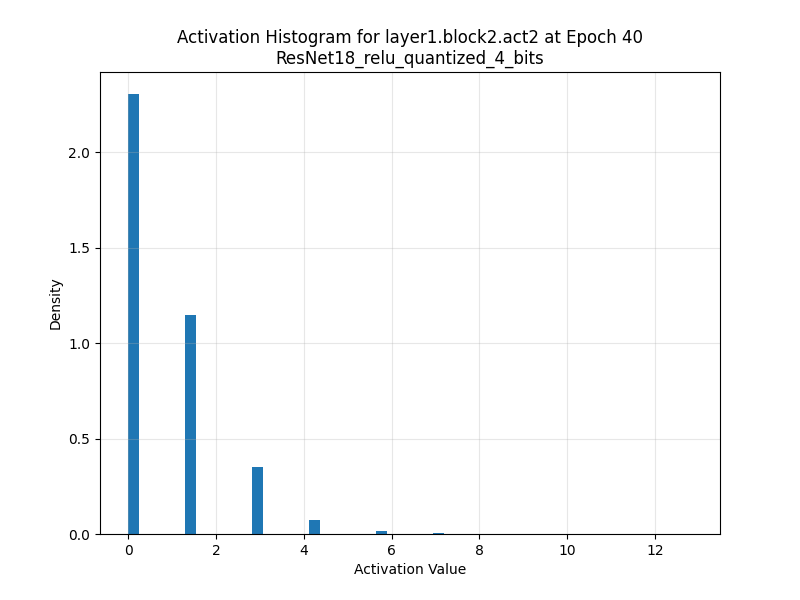 Activation Histogram for layer1.block2.act2 at Epoch 40
ResNet18_relu_quantized_4_bits
2.0
1.5
1.0
0.5
0.0
Density
0 2 4 6 8 10 12
Activation Value